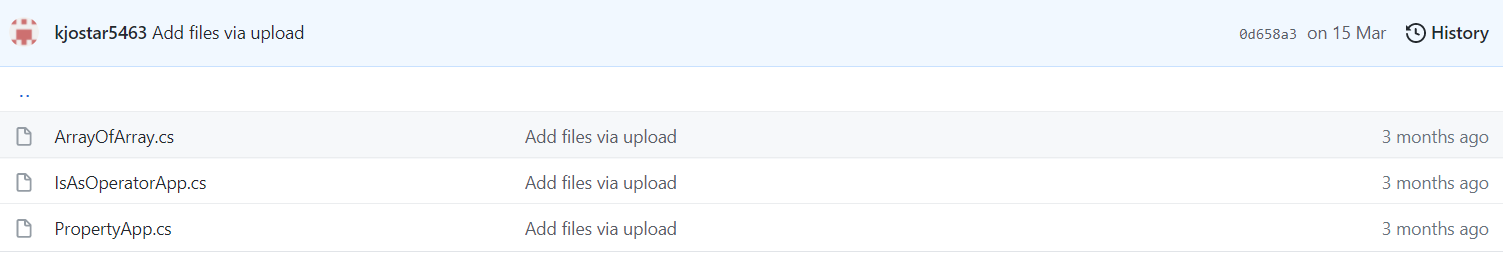 kjostar5463 Add files via upload 0d658a3 on 15 Mar History
..
ArrayOfArray.cs Add files via upload 3 months ago
IsAsOperatorApp.cs Add files via upload 3 months ago
PropertyApp.cs Add files via upload 3 months ago